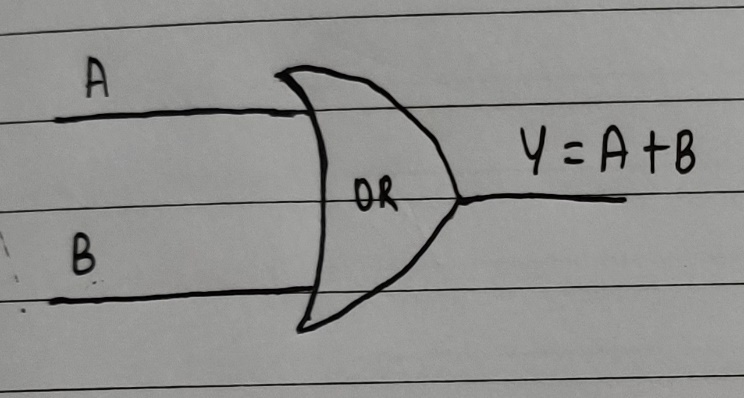 A
OR
Y = A + B
B